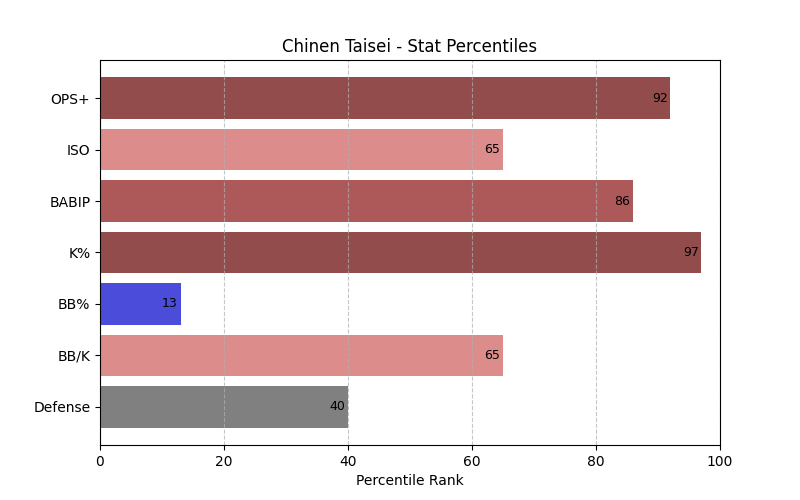 Chinen Taisei - Stat Percentiles
OPS+ 92
ISO 65
BABIP 86
K% 97
BB% 13
BB/K 65
Defense 40
0 20 40 60 80 100
Percentile Rank